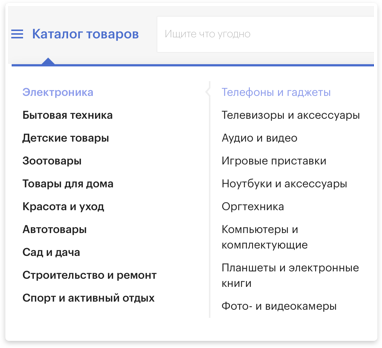 Каталог товаров
Ищите что угодно
Электроника
Бытовая техника
Детские товары
Зоотовары
Товары для дома
Красота и уход
Автотовары
Сад и дача
Строительство и ремонт
Спорт и активный отдых
Телефоны и гаджеты
Телевизоры и аксессуары
Аудио и видео
Игровые приставки
Ноутбуки и аксессуары
Оргтехника
Компьютеры и
комплектующие
Планшеты и электронные
книги
Фото- и видеокамеры